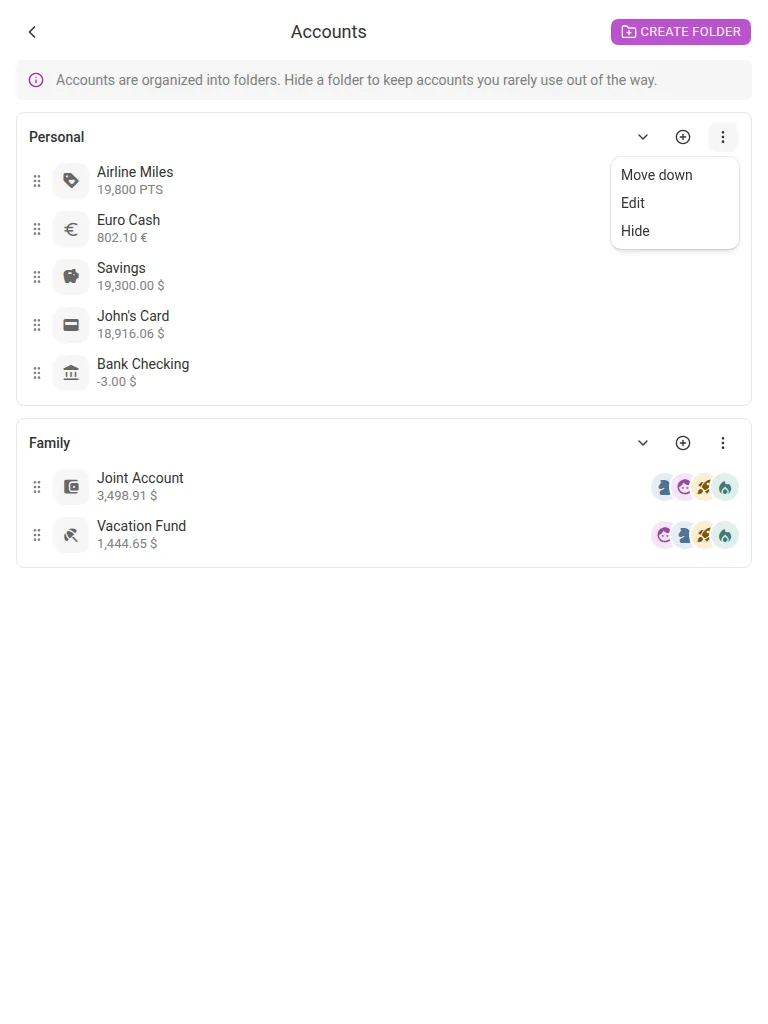 Accounts
CREATE FOLDER
Accounts are organized into folders. Hide a folder to keep accounts you rarely use out of the way.
Personal
Move down
Edit
Hide
Airline Miles
19,800 PTS
Euro Cash
802.10 €
Savings
19,300.00 $
John's Card
18,916.06 $
Bank Checking
-3.00 $
Family
Joint Account
3,498.91 $
Vacation Fund
1,444.65 $